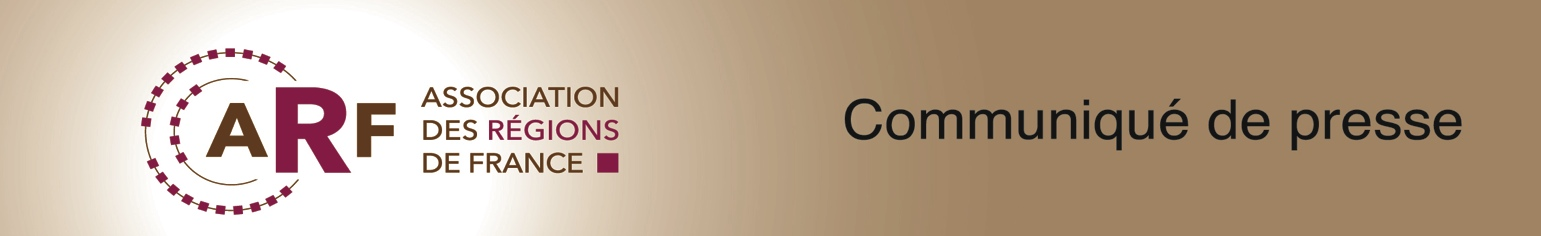 ARF
ASSOCIATION
DES RÉGIONS
DE FRANCE
Communiqué de presse